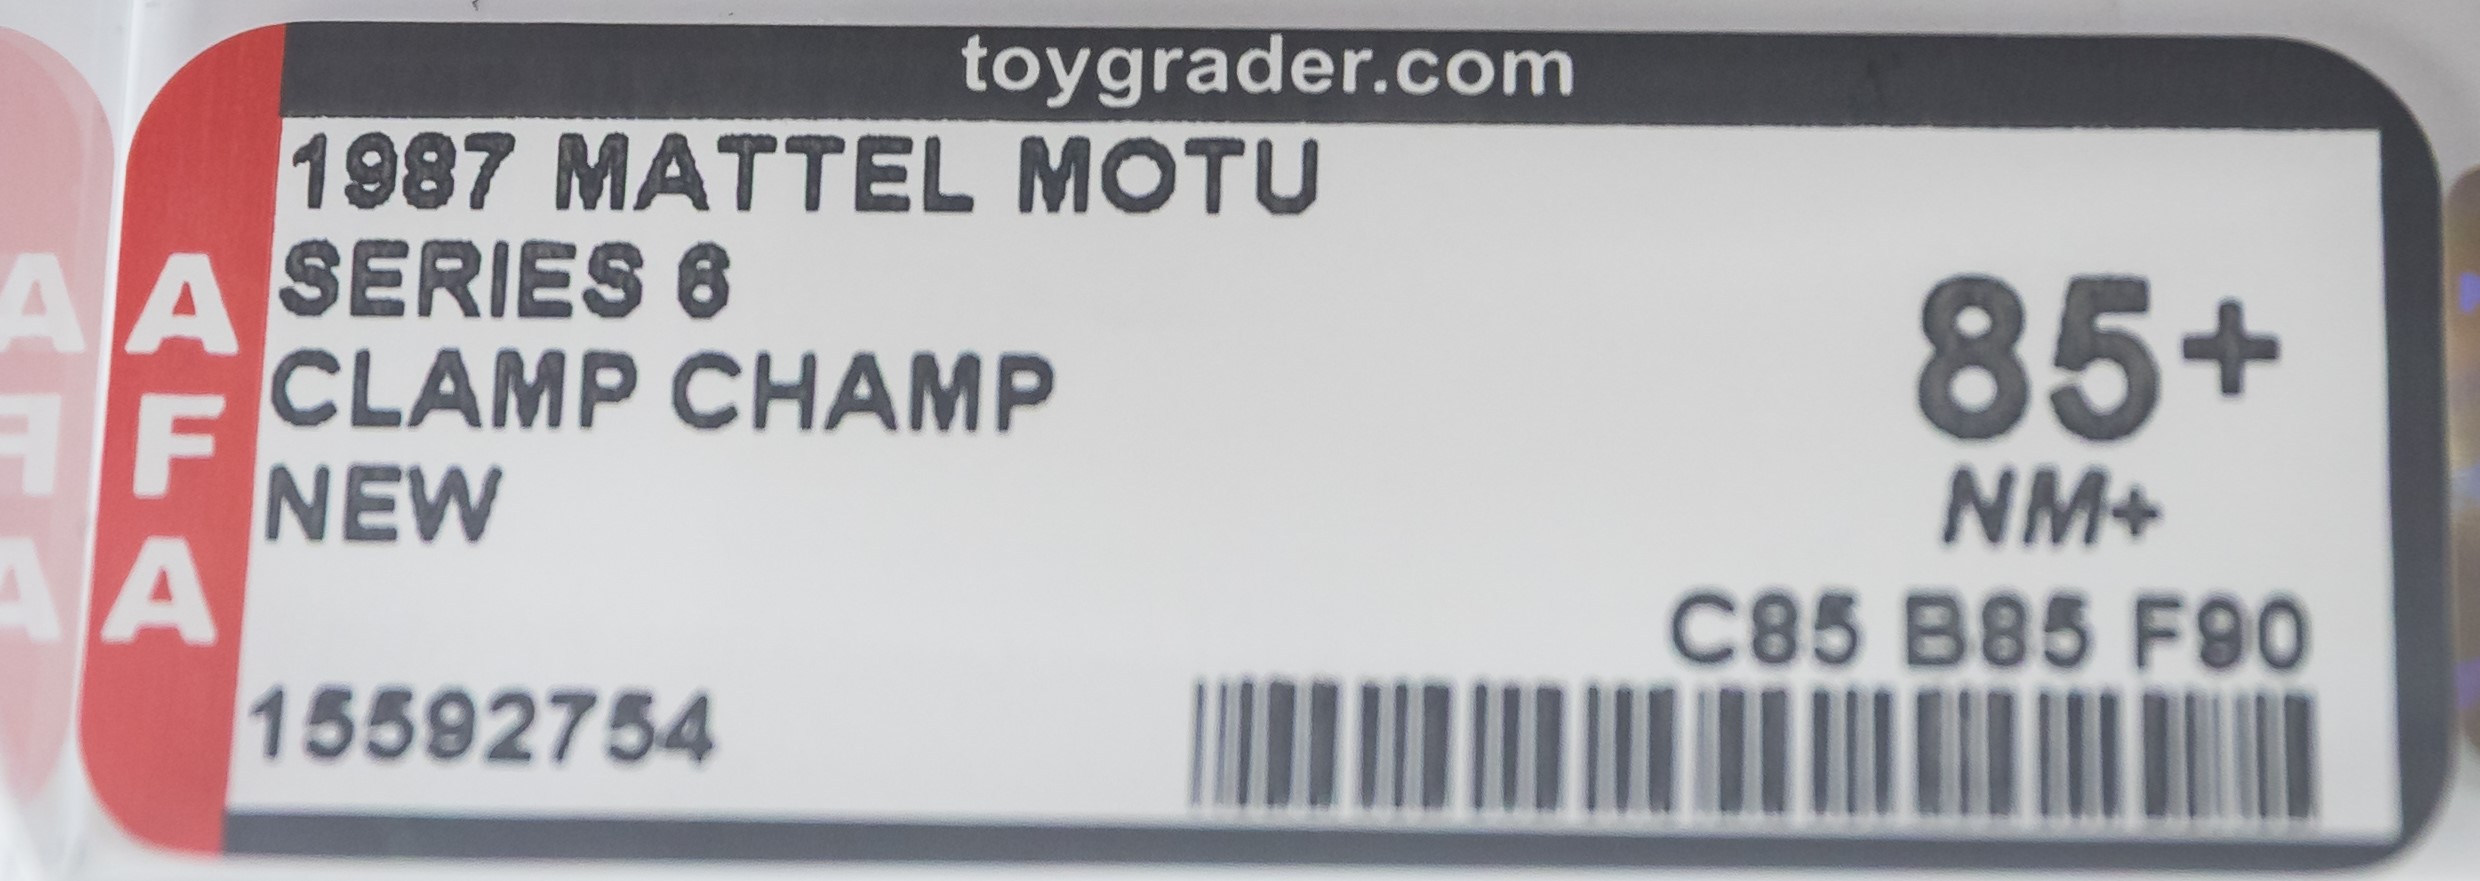 toygrader.com
AFA
1987 MATTEL MOTU
SERIES 6
CLAMP CHAMP
NEW
85+
NM+
C85 B85 F90
15592754